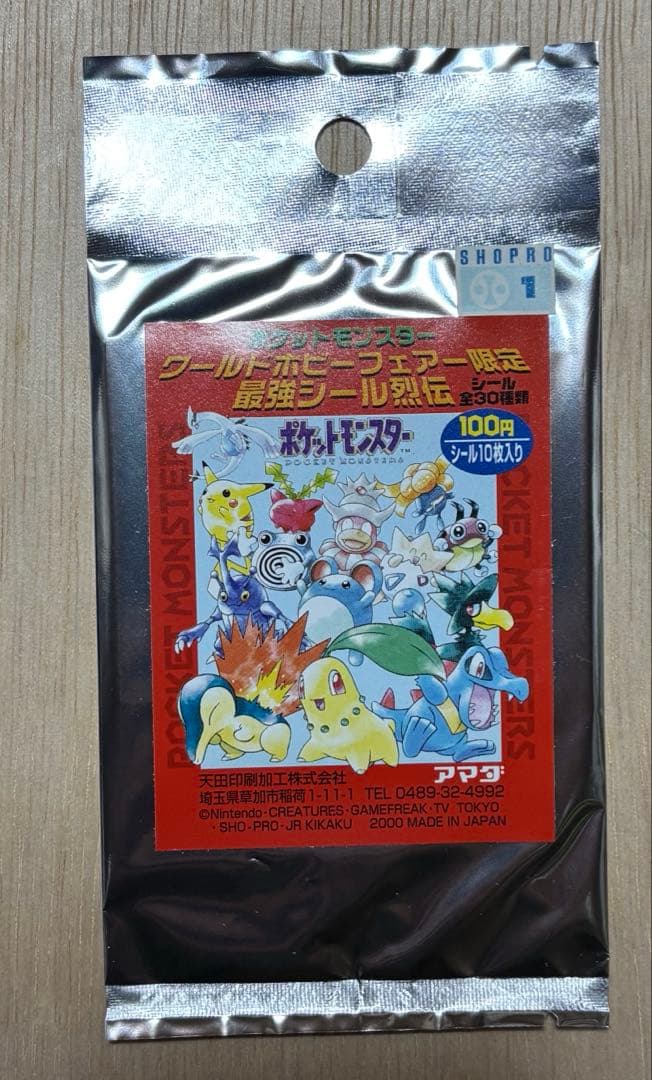 SHOPRO
1
ポケットモンスター
ワールドホビーフェアー限定
最強シール烈伝
シール
全30種類
100円
シール10枚入り
ポケットモンスター™
POCKET MONSTERS
POCKET MONSTERS
POCKET MONSTERS
天田印刷加工株式会社
アマダ
埼玉県草加市稲荷1-11-1 TEL 0489-32-4992
©Nintendo・CREATURES・GAMEFREAK・TV TOKYO
・SHO-PRO・JR KIKAKU 2000 MADE IN JAPAN